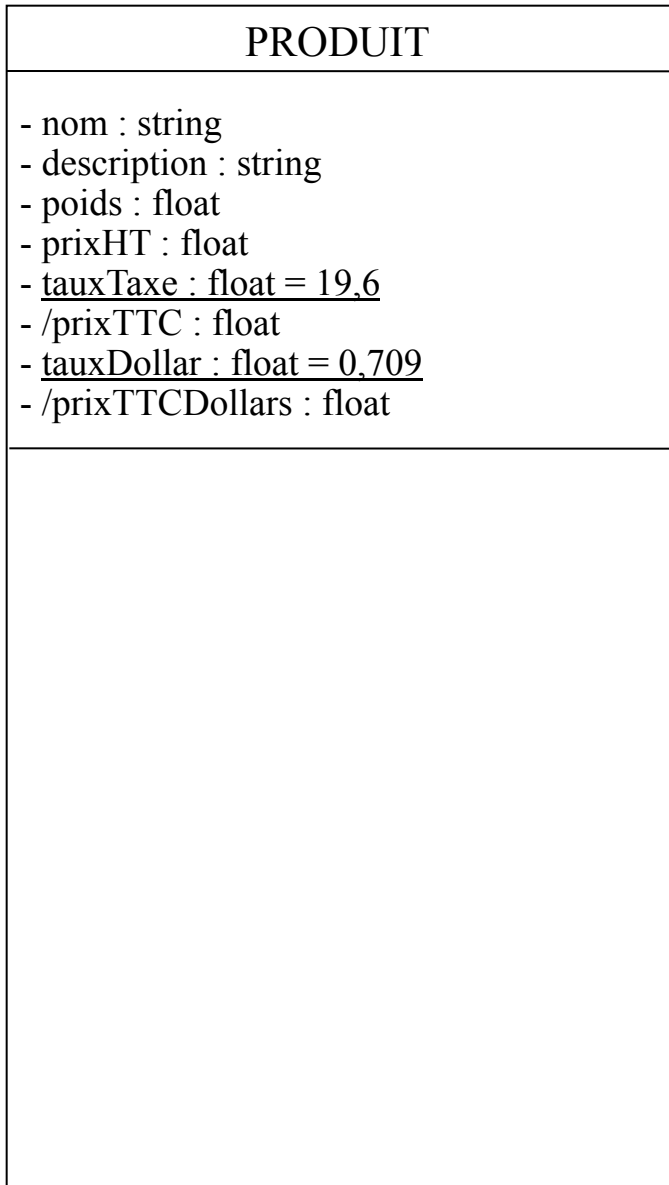 PRODUIT
- nom : string
- description : string
- poids : float
- prixHT : float
- tauxTaxe : float = 19,6
- /prixTTC : float
- tauxDollar : float = 0,709
- /prixTTCDollars : float